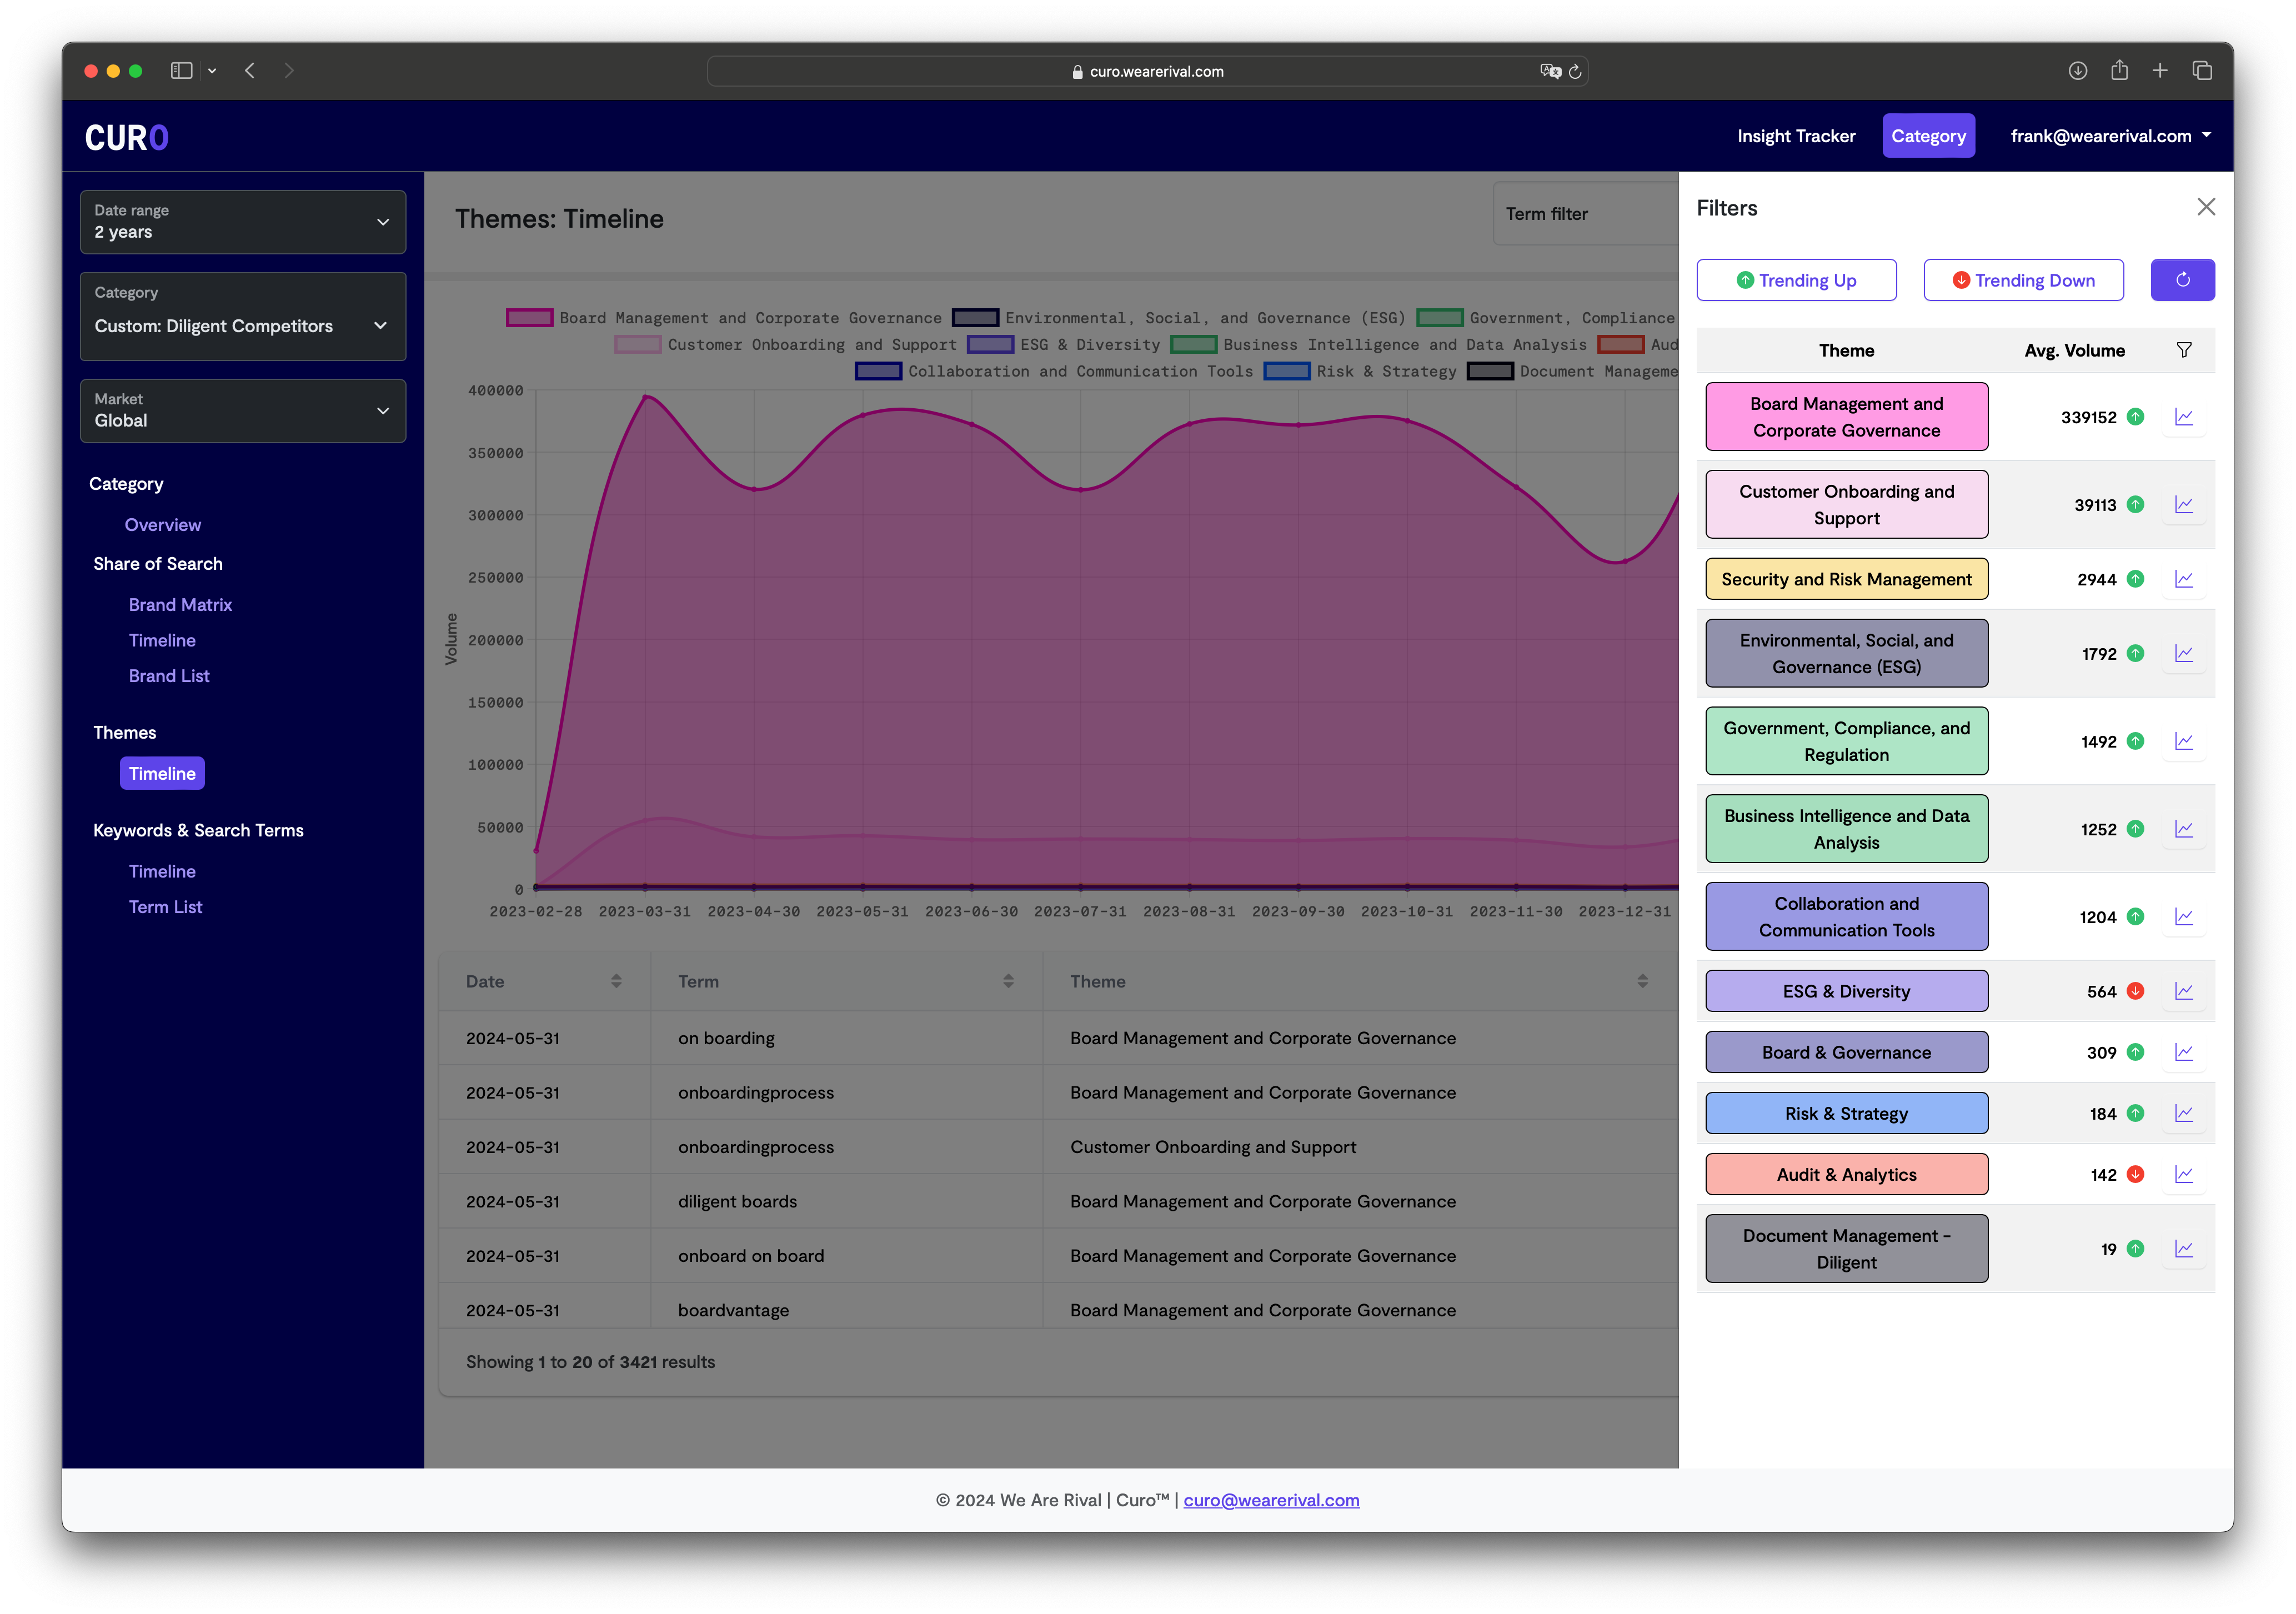 curo.wearerival.com
CURO
Insight Tracker
Category
frank@wearerival.com
Date range
2 years
Category
Custom: Diligent Competitors
Market
Global
Category
Overview
Share of Search
Brand Matrix
Timeline
Brand List
Themes
Timeline
Keywords & Search Terms
Timeline
Term List
Themes: Timeline
Term filter
Board Management and Corporate Governance Environmental, Social, and Governance (ESG) Government, Compliance
Customer Onboarding and Support ESG & Diversity Business Intelligence and Data Analysis Aud
Collaboration and Communication Tools Risk & Strategy Document Manageme
Volume
400000
350000
300000
250000
200000
150000
100000
50000
0
2023-02-28 2023-03-31 2023-04-30 2023-05-31 2023-06-30 2023-07-31 2023-08-31 2023-09-30 2023-10-31 2023-11-30 2023-12-31
Date Term Theme
2024-05-31 on boarding Board Management and Corporate Governance
2024-05-31 onboardingprocess Board Management and Corporate Governance
2024-05-31 onboardingprocess Customer Onboarding and Support
2024-05-31 diligent boards Board Management and Corporate Governance
2024-05-31 onboard on board Board Management and Corporate Governance
2024-05-31 boardvantage Board Management and Corporate Governance
Showing 1 to 20 of 3421 results
Filters
Trending Up
Trending Down
Theme Avg. Volume
Board Management and
Corporate Governance
339152
Customer Onboarding and
Support
39113
Security and Risk Management 2944
Environmental, Social, and
Governance (ESG)
1792
Government, Compliance, and
Regulation
1492
Business Intelligence and Data
Analysis
1252
Collaboration and
Communication Tools
1204
ESG & Diversity 564
Board & Governance 309
Risk & Strategy 184
Audit & Analytics 142
Document Management -
Diligent
19
© 2024 We Are Rival | Curo™ | curo@wearerival.com